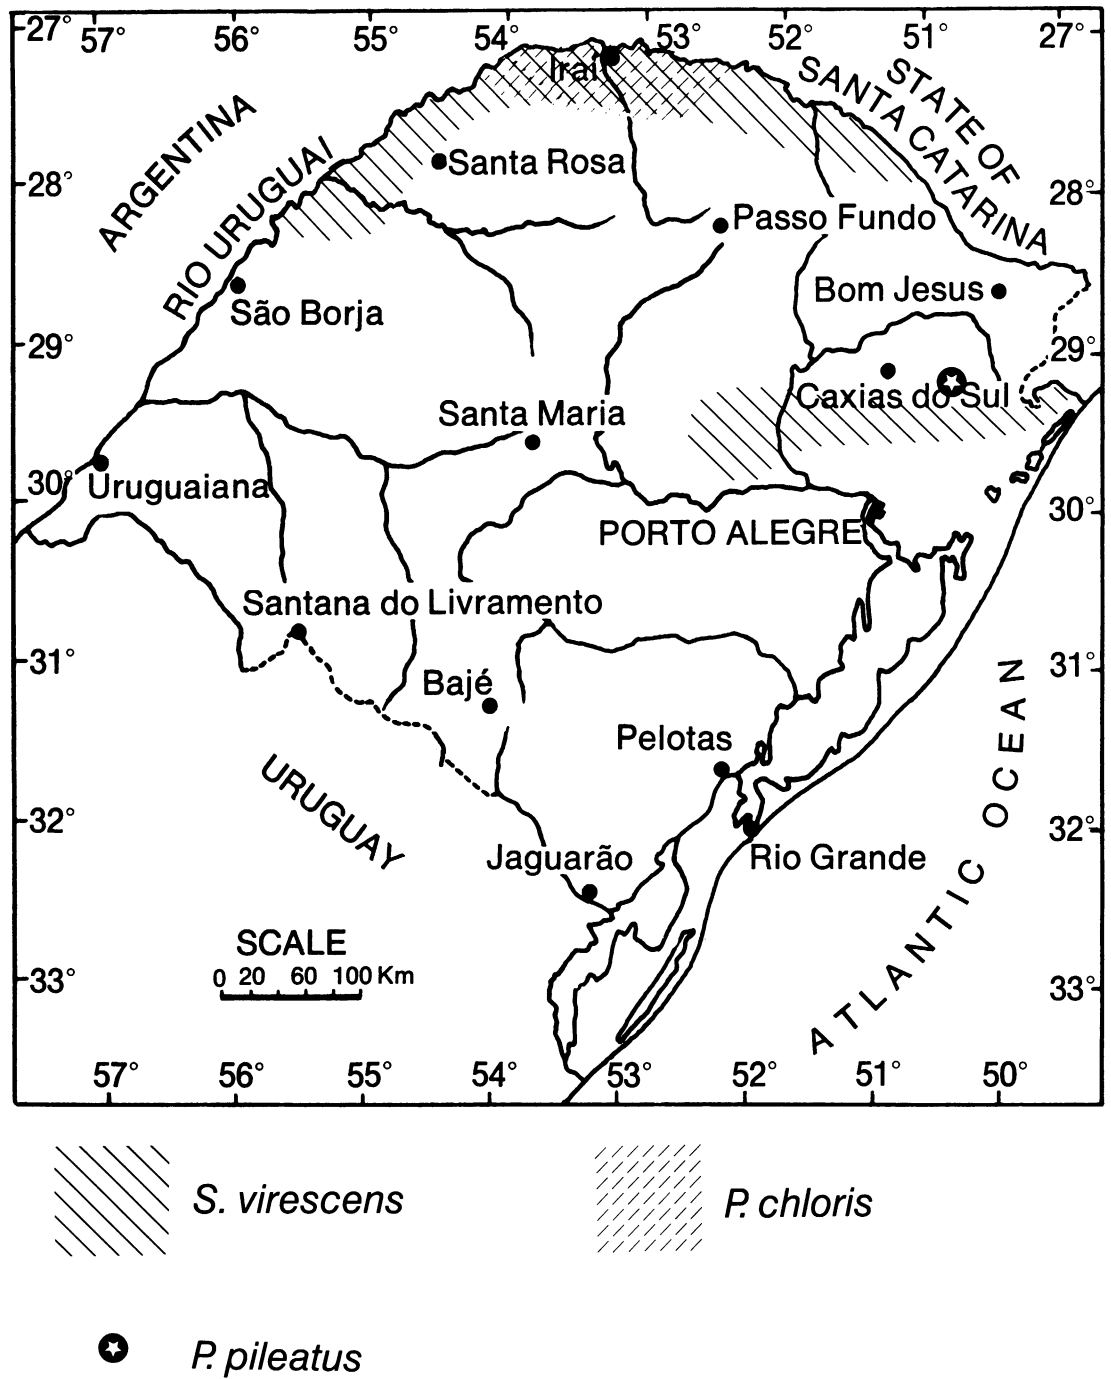 27°
57°
56°
55°
54°
53°
52°
51°
27°
Iraí
STATE OF
SANTA CATARINA
ARGENTINA
RIO URUGUAI
Santa Rosa
28°
28°
Passo Fundo
Bom Jesus
São Borja
29°
29°
Caxias do Sul
Santa Maria
30°
Uruguaiana
30°
PORTO ALEGRE
Santana do Livramento
31°
31°
Bajé
Pelotas
URUGUAY
ATLANTIC OCEAN
32°
32°
Jaguarão
Rio Grande
SCALE
0 20 60 100 Km
33°
33°
57°
56°
55°
54°
53°
52°
51°
50°
S. virescens
P. chloris
P. pileatus